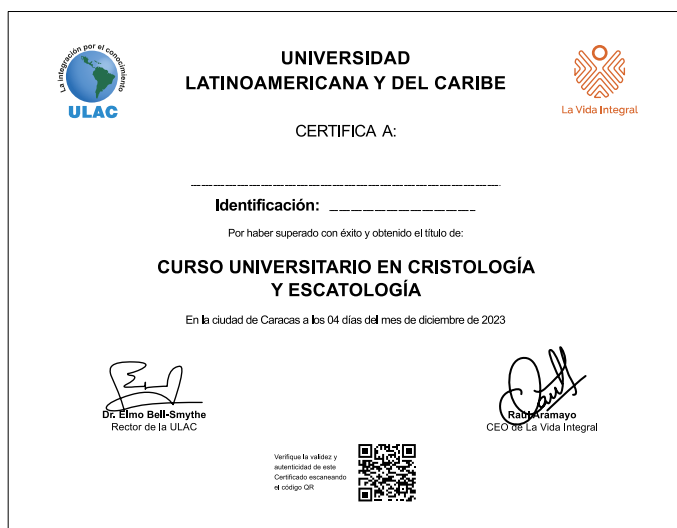 La integración por el conocimiento
ULAC
UNIVERSIDAD
LATINOAMERICANA Y DEL CARIBE
La Vida Integral
CERTIFICA A:
Identificación:
Por haber superado con éxito y obtenido el título de:
CURSO UNIVERSITARIO EN CRISTOLOGÍA
Y ESCATOLOGÍA
En la ciudad de Caracas a los 04 días del mes de diciembre de 2023
Dr. Elmo Bell-Smythe
Rector de la ULAC
Raúl Aramayo
CEO de La Vida Integral
Verifique la validez y
autenticidad de este
Certificado escaneando
el código QR